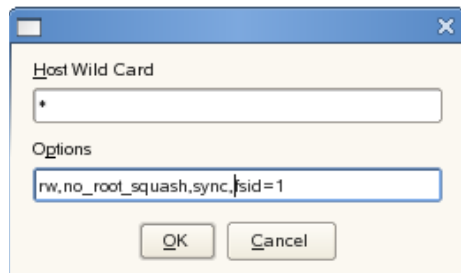 Host Wild Card
*
Options
rw,no_root_squash,sync,fsid=1
OK Cancel